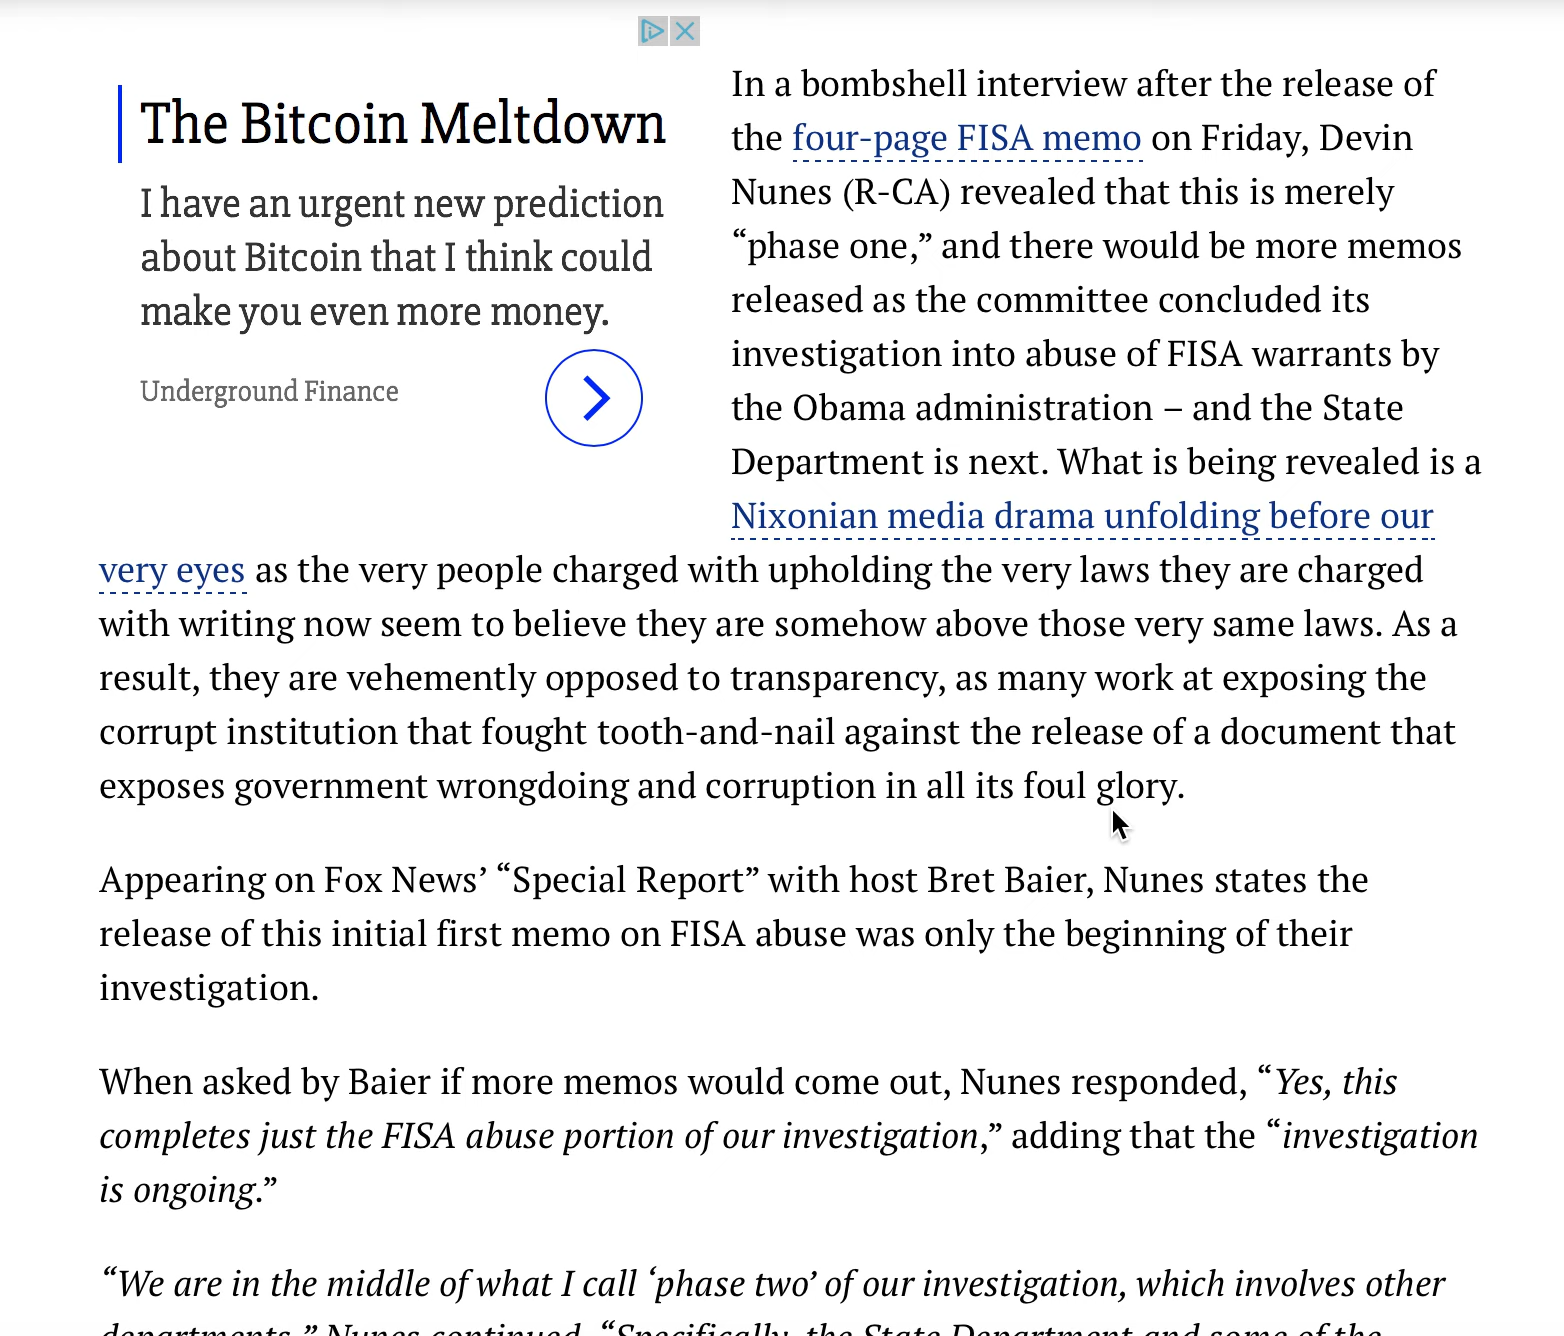 The Bitcoin Meltdown
I have an urgent new prediction
about Bitcoin that I think could
make you even more money.
Underground Finance
In a bombshell interview after the release of
the four-page FISA memo on Friday, Devin
Nunes (R-CA) revealed that this is merely
“phase one,” and there would be more memos
released as the committee concluded its
investigation into abuse of FISA warrants by
the Obama administration – and the State
Department is next. What is being revealed is a
Nixonian media drama unfolding before our
very eyes as the very people charged with upholding the very laws they are charged
with writing now seem to believe they are somehow above those very same laws. As a
result, they are vehemently opposed to transparency, as many work at exposing the
corrupt institution that fought tooth-and-nail against the release of a document that
exposes government wrongdoing and corruption in all its foul glory.
Appearing on Fox News’ “Special Report” with host Bret Baier, Nunes states the
release of this initial first memo on FISA abuse was only the beginning of their
investigation.
When asked by Baier if more memos would come out, Nunes responded, “Yes, this
completes just the FISA abuse portion of our investigation,” adding that the “investigation
is ongoing.”
“We are in the middle of what I call ‘phase two’ of our investigation, which involves other
departments,” Nunes continued. “Specifically, the State Department and some of the